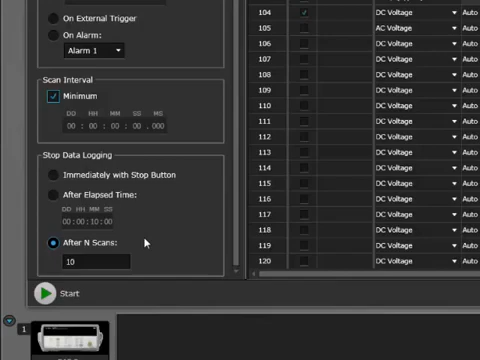 On External Trigger
On Alarm:
Alarm 1
Scan Interval
Minimum
DD HH MM SS MS
00 : 00 : 00 : 00 .000
Stop Data Logging
Immediately with Stop Button
After Elapsed Time:
DD HH MM SS
00:00:10:00
After N Scans:
10
Start
1
104 DC Voltage Auto
105 AC Voltage Auto
106 DC Voltage Auto
107 DC Voltage Auto
108 DC Voltage Auto
109 DC Voltage Auto
110 DC Voltage Auto
111 DC Voltage Auto
112 DC Voltage Auto
113 DC Voltage Auto
114 DC Voltage Auto
115 DC Voltage Auto
116 DC Voltage Auto
117 DC Voltage Auto
118 DC Voltage Auto
119 DC Voltage Auto
120 DC Voltage Auto